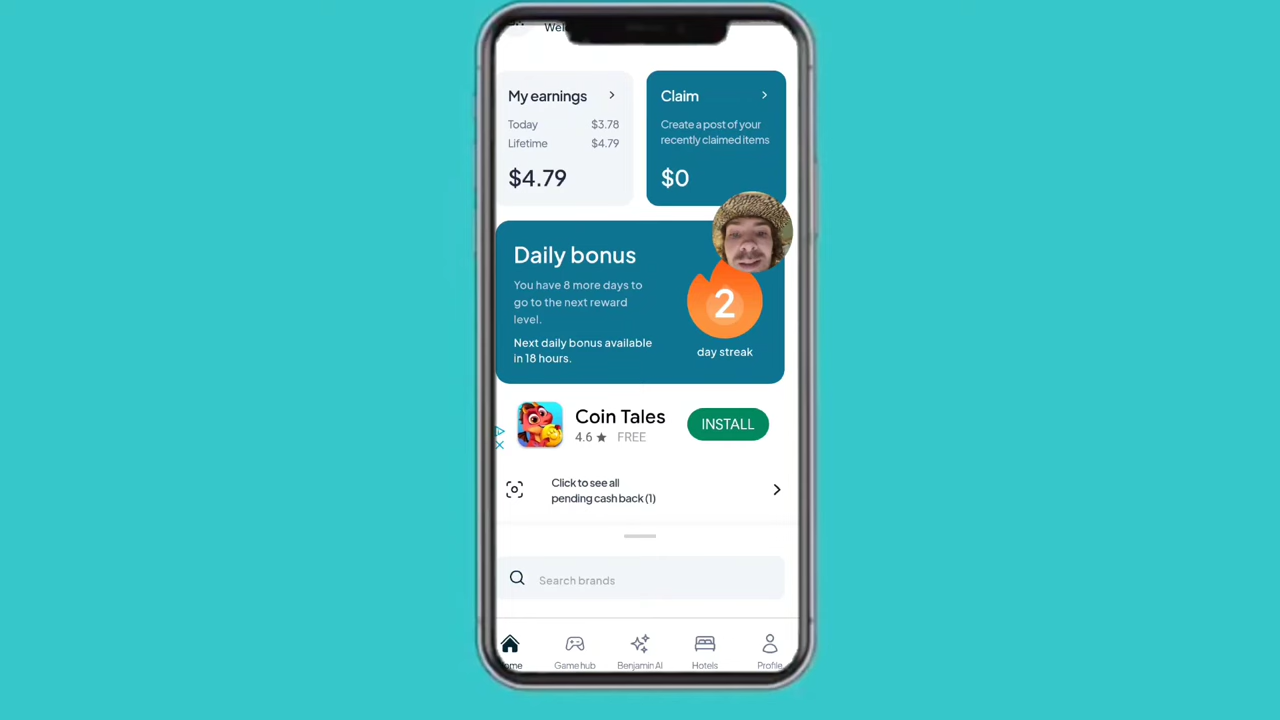 My earnings
Today $3.78
Lifetime $4.79
$4.79
Claim
Create a post of your
recently claimed items
$0
Daily bonus
You have 8 more days to
go to the next reward
level.
Next daily bonus available
in 18 hours.
2
day streak
Coin Tales
4.6 ★ FREE
INSTALL
Click to see all
pending cash back (1)
Search brands
ome
Game hub
Benjamin AI
Hotels
Profile